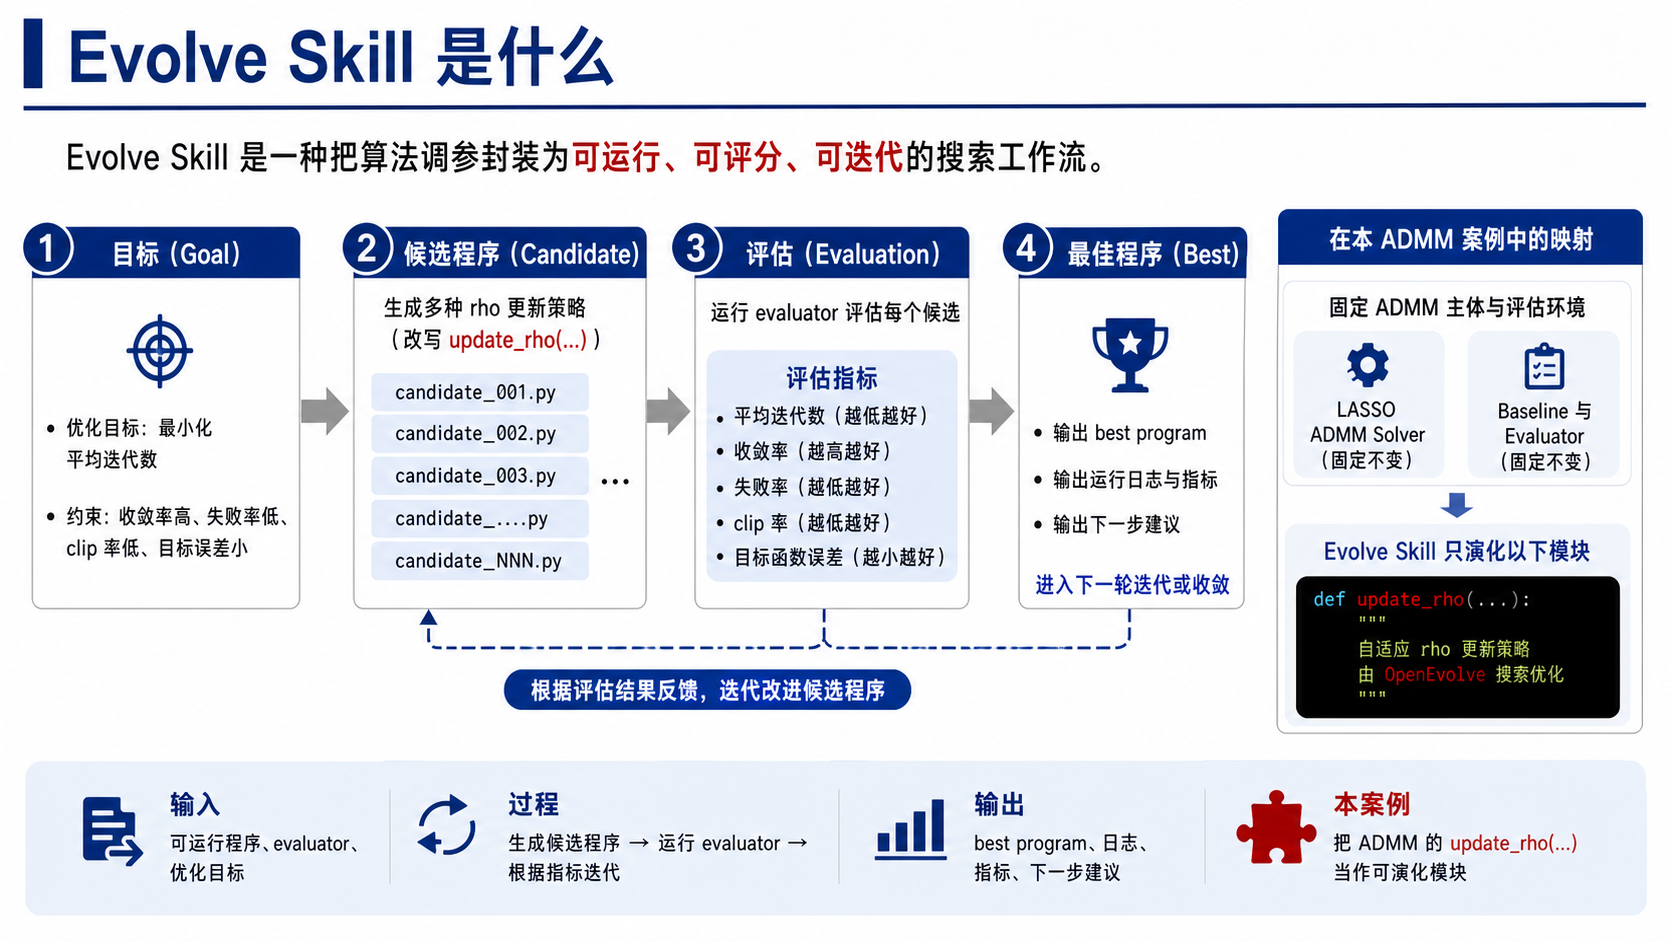 Evolve Skill 是什么
Evolve Skill 是一种把算法调参封装为可运行、可评分、可迭代的搜索工作流。
1
目标（Goal）
• 优化目标：最小化
平均迭代数
• 约束：收敛率高、失败率低、
clip 率低、目标误差小
2
候选程序（Candidate）
生成多种 rho 更新策略
（改写 update_rho(...)）
candidate_001.py
candidate_002.py
candidate_003.py
candidate_....py
candidate_NNN.py
...
3
评估（Evaluation）
运行 evaluator 评估每个候选
评估指标
• 平均迭代数（越低越好）
• 收敛率（越高越好）
• 失败率（越低越好）
• clip 率（越低越好）
• 目标函数误差（越小越好）
4
最佳程序（Best）
• 输出 best program
• 输出运行日志与指标
• 输出下一步建议
进入下一轮迭代或收敛
根据评估结果反馈，迭代改进候选程序
在本 ADMM 案例中的映射
固定 ADMM 主体与评估环境
LASSO
ADMM Solver
（固定不变）
Baseline 与
Evaluator
（固定不变）
Evolve Skill 只演化以下模块
def update_rho(...):
"""
自适应 rho 更新策略
由 OpenEvolve 搜索优化
"""
输入
可运行程序、evaluator、
优化目标
过程
生成候选程序 → 运行 evaluator →
根据指标迭代
输出
best program、日志、
指标、下一步建议
本案例
把 ADMM 的 update_rho(...)
当作可演化模块